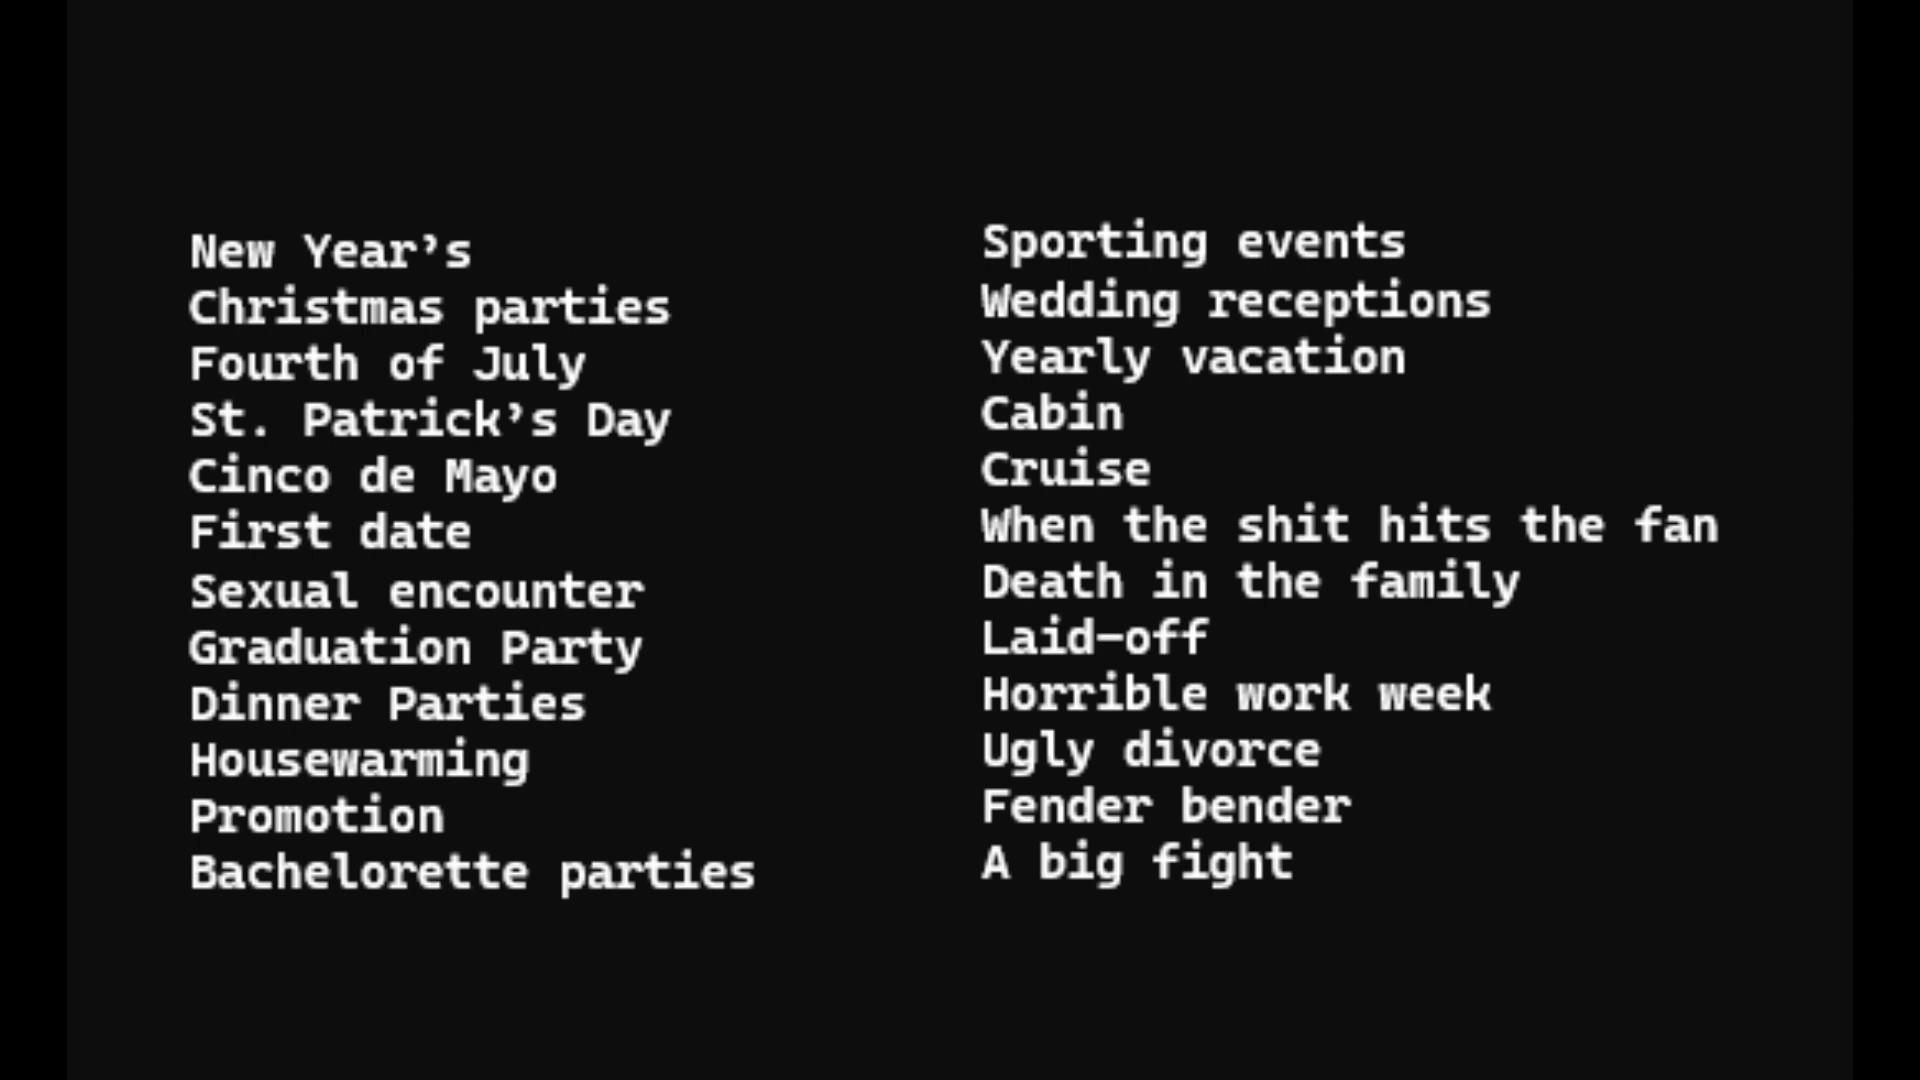 New Year’s
Christmas parties
Fourth of July
St. Patrick’s Day
Cinco de Mayo
First date
Sexual encounter
Graduation Party
Dinner Parties
Housewarming
Promotion
Bachelorette parties
Sporting events
Wedding receptions
Yearly vacation
Cabin
Cruise
When the shit hits the fan
Death in the family
Laid-off
Horrible work week
Ugly divorce
Fender bender
A big fight